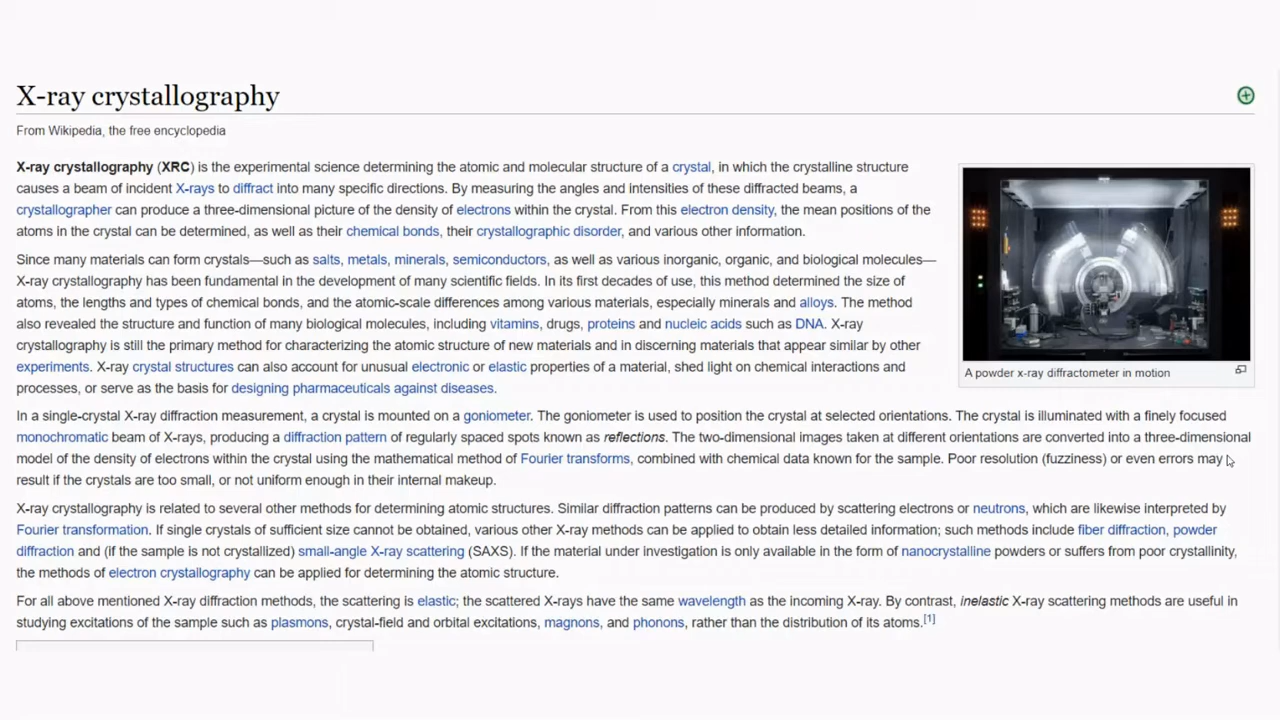 X-ray crystallography
From Wikipedia, the free encyclopedia
X-ray crystallography (XRC) is the experimental science determining the atomic and molecular structure of a crystal, in which the crystalline structure
causes a beam of incident X-rays to diffract into many specific directions. By measuring the angles and intensities of these diffracted beams, a
crystallographer can produce a three-dimensional picture of the density of electrons within the crystal. From this electron density, the mean positions of the
atoms in the crystal can be determined, as well as their chemical bonds, their crystallographic disorder, and various other information.
Since many materials can form crystals—such as salts, metals, minerals, semiconductors, as well as various inorganic, organic, and biological molecules—
X-ray crystallography has been fundamental in the development of many scientific fields. In its first decades of use, this method determined the size of
atoms, the lengths and types of chemical bonds, and the atomic-scale differences among various materials, especially minerals and alloys. The method
also revealed the structure and function of many biological molecules, including vitamins, drugs, proteins and nucleic acids such as DNA. X-ray
crystallography is still the primary method for characterizing the atomic structure of new materials and in discerning materials that appear similar by other
experiments. X-ray crystal structures can also account for unusual electronic or elastic properties of a material, shed light on chemical interactions and
processes, or serve as the basis for designing pharmaceuticals against diseases.
A powder x-ray diffractometer in motion
In a single-crystal X-ray diffraction measurement, a crystal is mounted on a goniometer. The goniometer is used to position the crystal at selected orientations. The crystal is illuminated with a finely focused
monochromatic beam of X-rays, producing a diffraction pattern of regularly spaced spots known as reflections. The two-dimensional images taken at different orientations are converted into a three-dimensional
model of the density of electrons within the crystal using the mathematical method of Fourier transforms, combined with chemical data known for the sample. Poor resolution (fuzziness) or even errors may
result if the crystals are too small, or not uniform enough in their internal makeup.
X-ray crystallography is related to several other methods for determining atomic structures. Similar diffraction patterns can be produced by scattering electrons or neutrons, which are likewise interpreted by
Fourier transformation. If single crystals of sufficient size cannot be obtained, various other X-ray methods can be applied to obtain less detailed information; such methods include fiber diffraction, powder
diffraction and (if the sample is not crystallized) small-angle X-ray scattering (SAXS). If the material under investigation is only available in the form of nanocrystalline powders or suffers from poor crystallinity,
the methods of electron crystallography can be applied for determining the atomic structure.
For all above mentioned X-ray diffraction methods, the scattering is elastic; the scattered X-rays have the same wavelength as the incoming X-ray. By contrast, inelastic X-ray scattering methods are useful in
studying excitations of the sample such as plasmons, crystal-field and orbital excitations, magnons, and phonons, rather than the distribution of its atoms.[1]